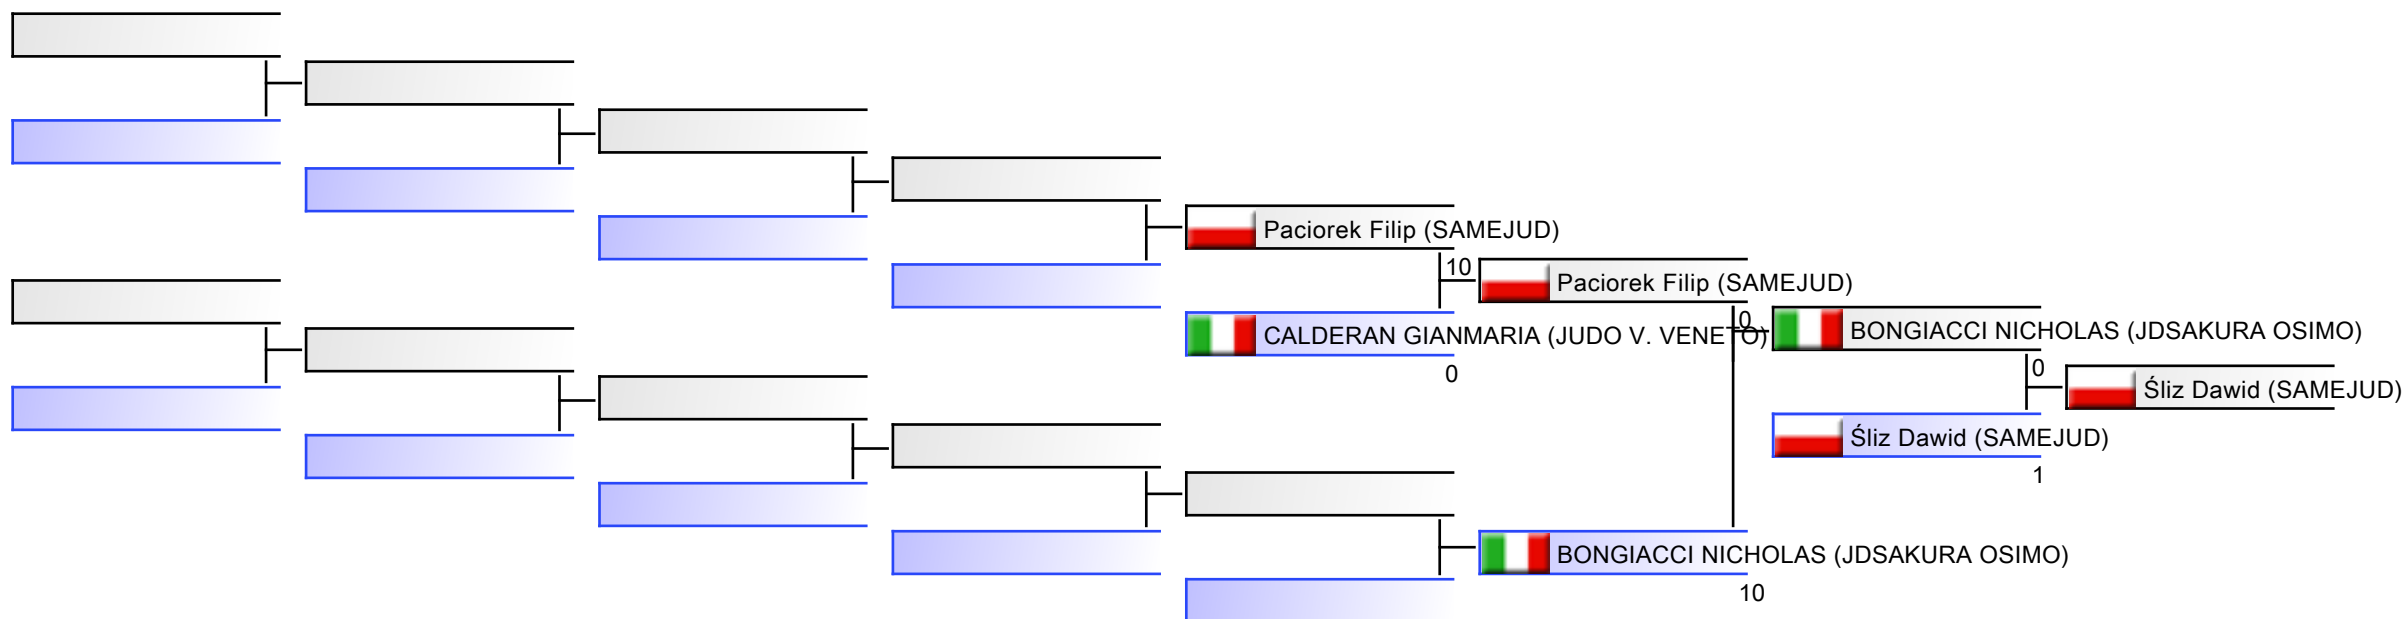 Paciorek Filip (SAMEJUD)
10
Paciorek Filip (SAMEJUD)
CALDERAN GIANMARIA (JUDO V. VENETO)
0
0
BONGIACCI NICHOLAS (JDSAKURA OSIMO)
0
Śliz Dawid (SAMEJUD)
Śliz Dawid (SAMEJUD)
1
BONGIACCI NICHOLAS (JDSAKURA OSIMO)
10